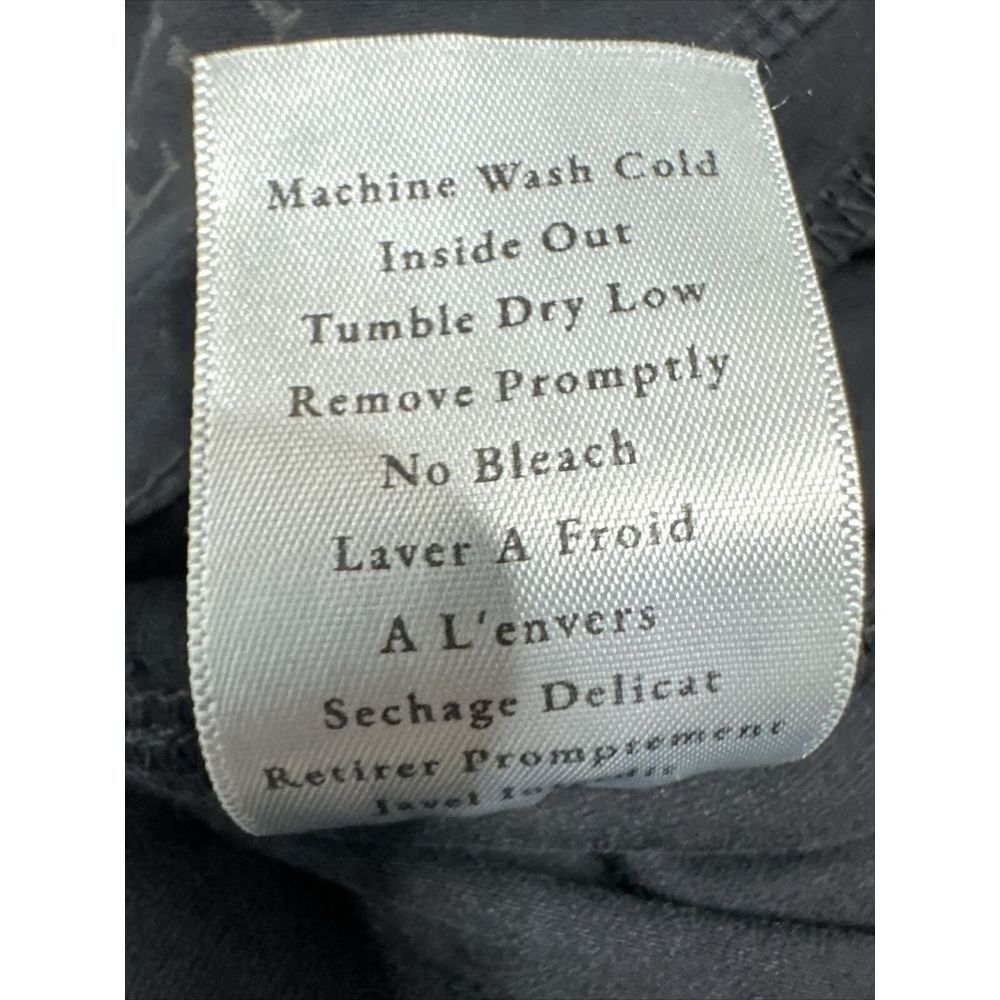 Machine Wash Cold
Inside Out
Tumble Dry Low
Remove Promptly
No Bleach
Laver A Froid
A L'envers
Sechage Delicat
Retirer Promptement
Javel